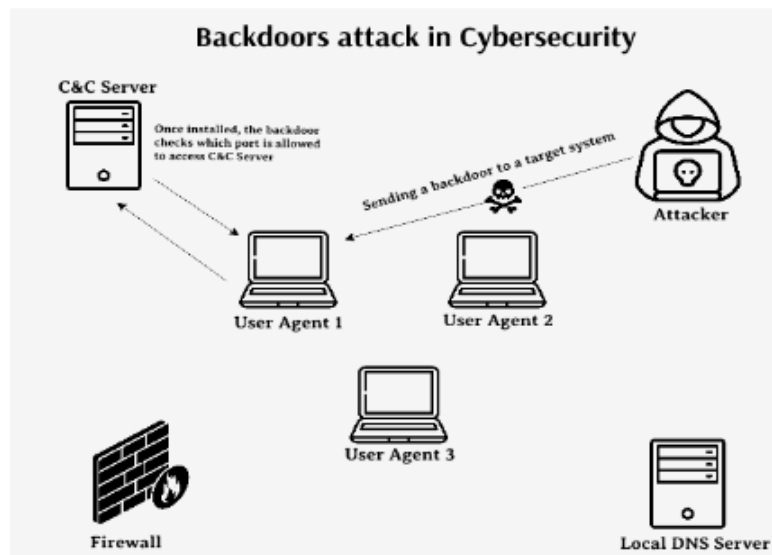 Backdoors attack in Cybersecurity
C&C Server
Once installed, the backdoor
checks which port is allowed
to access C&C Server
Sending a backdoor to a target system
Attacker
User Agent 1
User Agent 2
User Agent 3
Firewall
Local DNS Server